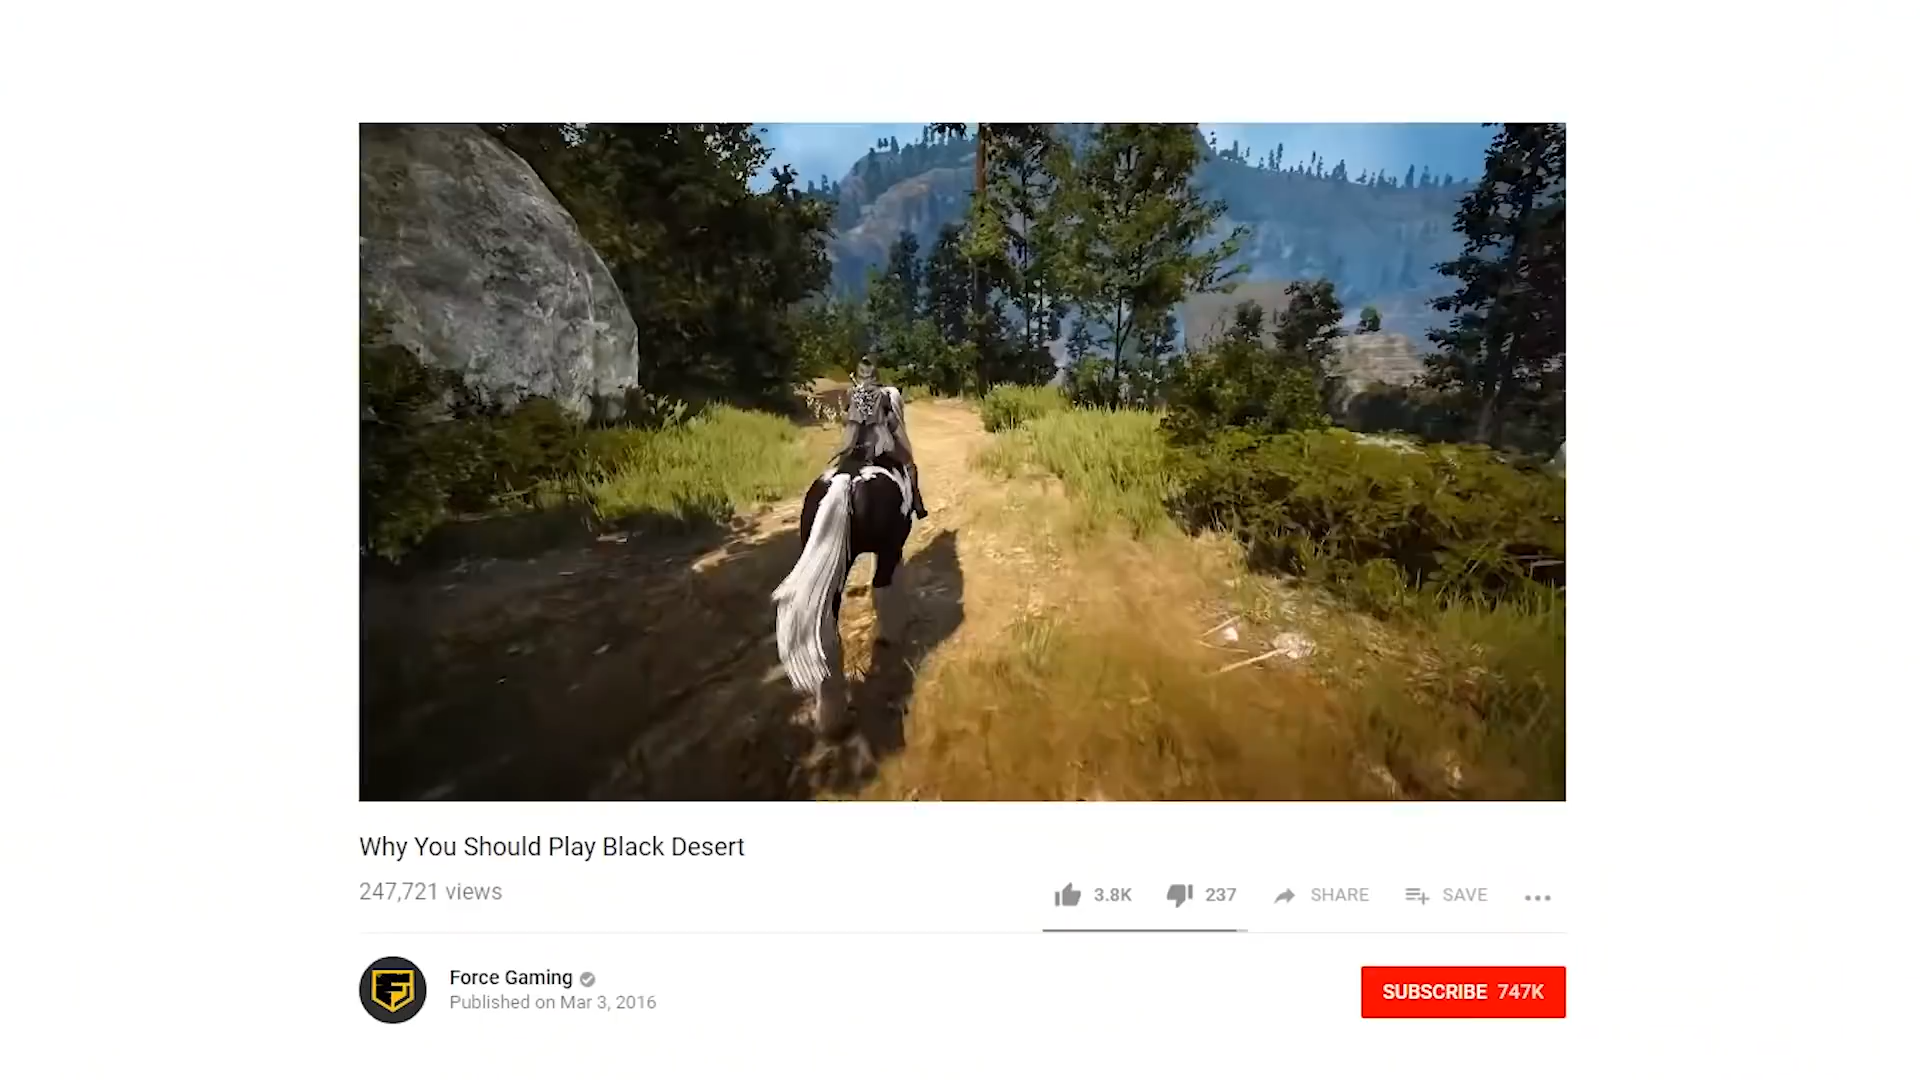 Why You Should Play Black Desert
247,721 views
3.8K 237 SHARE SAVE
Force Gaming
Published on Mar 3, 2016
SUBSCRIBE 747K